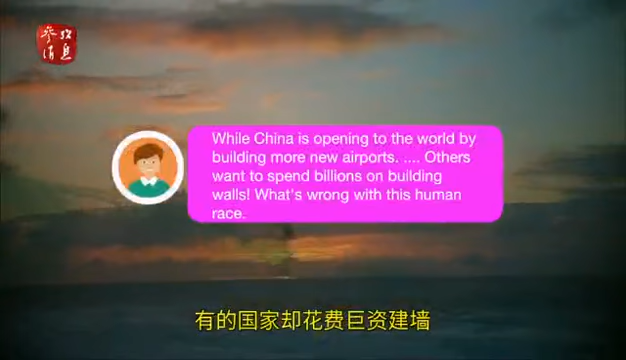 参考消息
While China is opening to the world by
building more new airports. .... Others
want to spend billions on building
walls! What's wrong with this human
race.
有的国家却花费巨资建墙